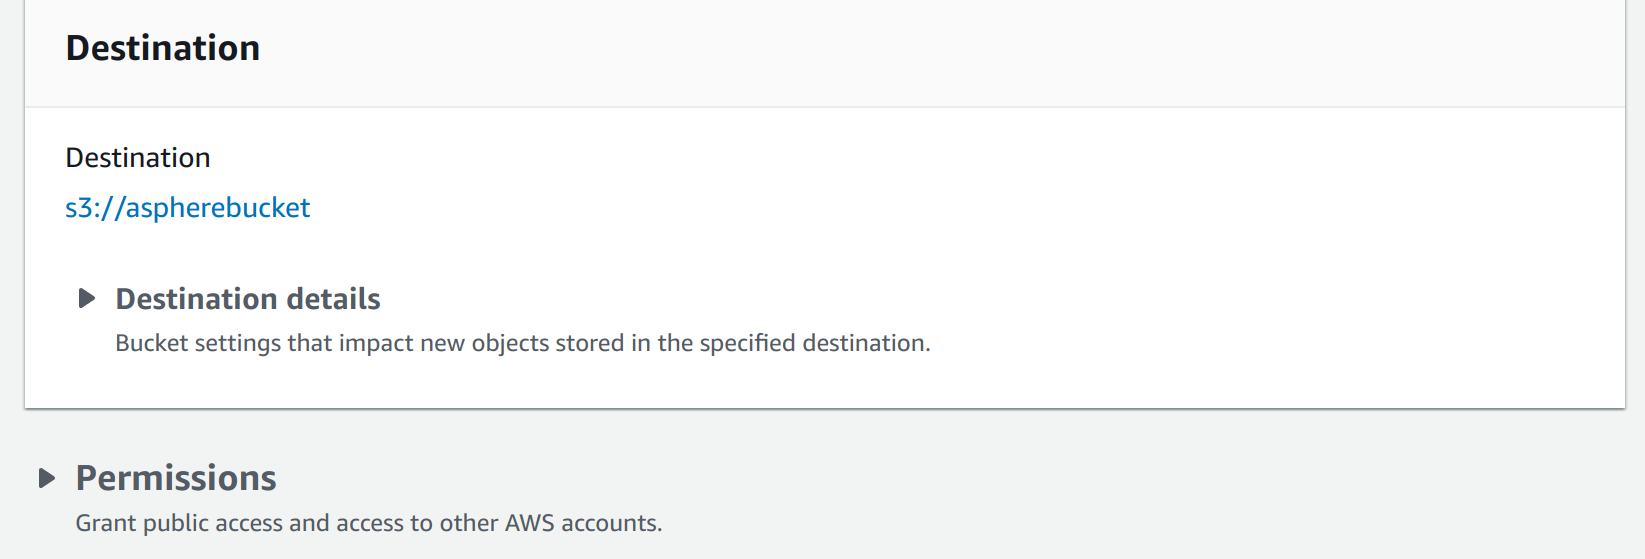 Destination
Destination
s3://aspherebucket
Destination details
Bucket settings that impact new objects stored in the specified destination.
Permissions
Grant public access and access to other AWS accounts.